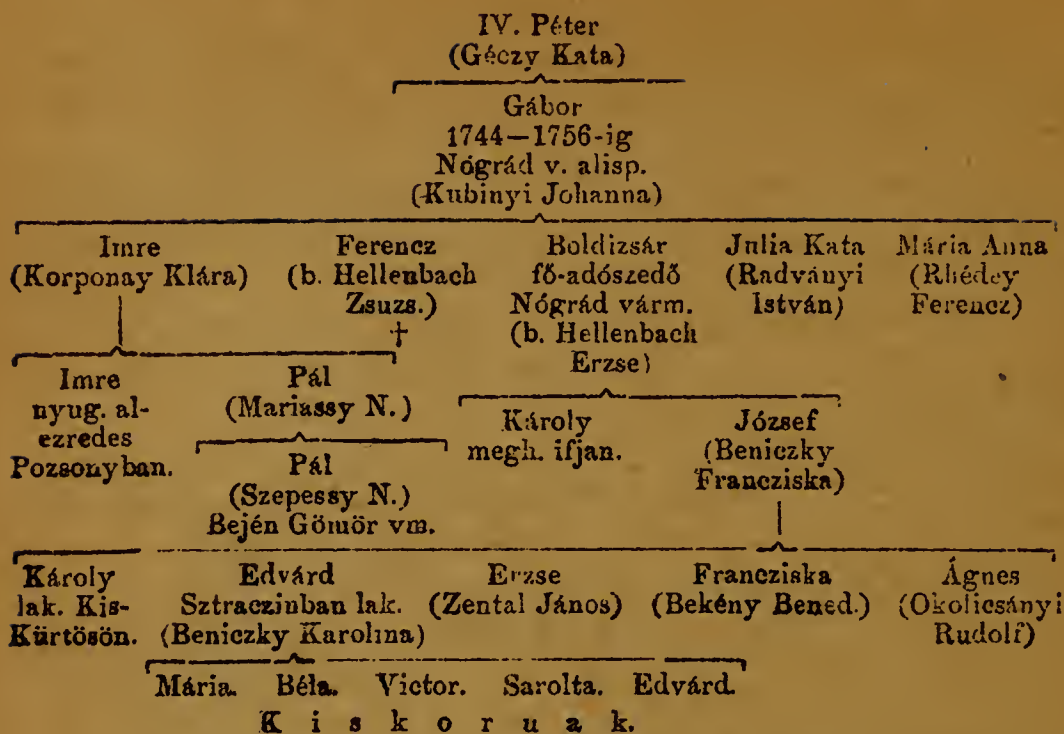 IV. Péter
(Géczy Kata)
Gábor
1744—1756-ig
Nógrád v. alisp.
(Kubinyi Johanna)
Imre
(Korponay Klára)
Ferencz
(b. Hellenbach
Zsuzs.)
†
Boldizsár
fő-adószedő
Nógrád várm.
(b. Hellenbach
Erzse)
Julia Kata
(Radványi
István)
Mária Anna
(Rhédey
Ferencz)
Imre
nyug. al-
ezredes
Pozsonyban.
Pál
(Mariassy N.)
Pál
(Szepessy N.)
Bején Gömör vm.
Károly
megh. ifjan.
József
(Beniczky
Francziska)
Károly
lak. Kis-
Kürtösön.
Edvárd
Sztraczinban lak.
(Beniczky Karolina)
Erzse
(Zental János)
Francziska
(Bekény Bened.)
Ágnes
(Okolicsányi
Rudolf)
Mária. Béla. Victor. Sarolta. Edvárd.
Kiskoruak.